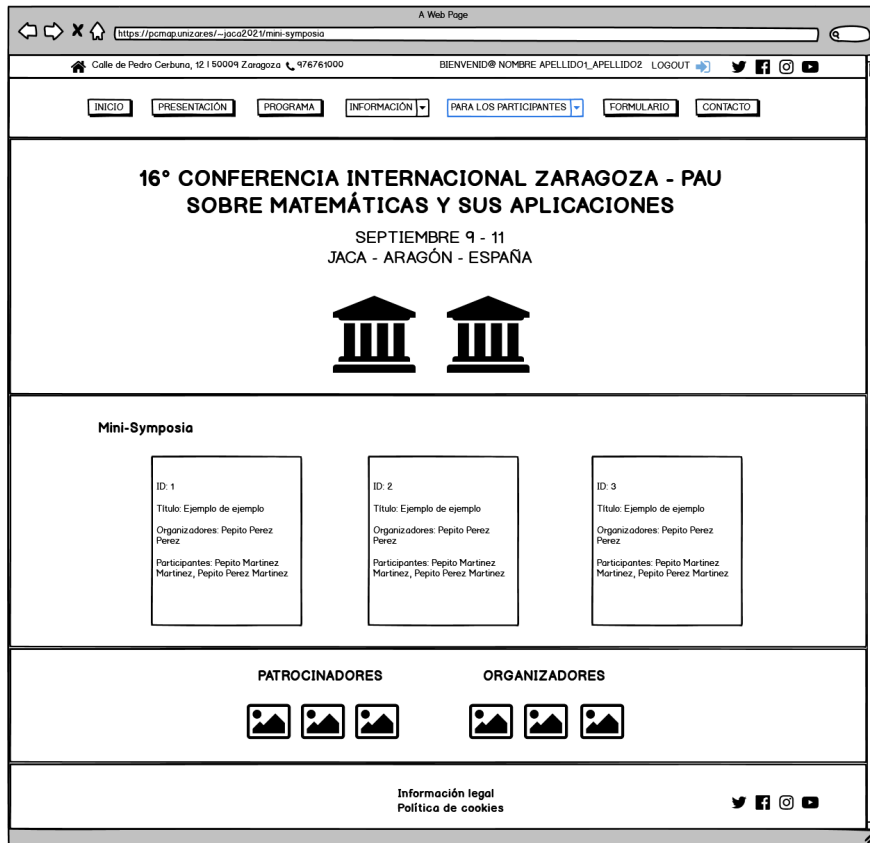 A Web Page
https://pcmap.unizar.es/~jaca2021/mini-symposia
Calle de Pedro Cerbuna, 12 | 50009 Zaragoza 976761000 BIENVENID@ NOMBRE APELLIDO1_APELLIDO2 LOGOUT
INICIO PRESENTACIÓN PROGRAMA INFORMACIÓN PARA LOS PARTICIPANTES FORMULARIO CONTACTO
16º CONFERENCIA INTERNACIONAL ZARAGOZA - PAU
SOBRE MATEMÁTICAS Y SUS APLICACIONES
SEPTIEMBRE 9 - 11
JACA - ARAGÓN - ESPAÑA
Mini-Symposia
ID: 1
Título: Ejemplo de ejemplo
Organizadores: Pepito Perez
Perez
Participantes: Pepito Martinez
Martinez, Pepito Perez Martinez
ID: 2
Título: Ejemplo de ejemplo
Organizadores: Pepito Perez
Perez
Participantes: Pepito Martinez
Martinez, Pepito Perez Martinez
ID: 3
Título: Ejemplo de ejemplo
Organizadores: Pepito Perez
Perez
Participantes: Pepito Martinez
Martinez, Pepito Perez Martinez
PATROCINADORES ORGANIZADORES
Información legal
Política de cookies